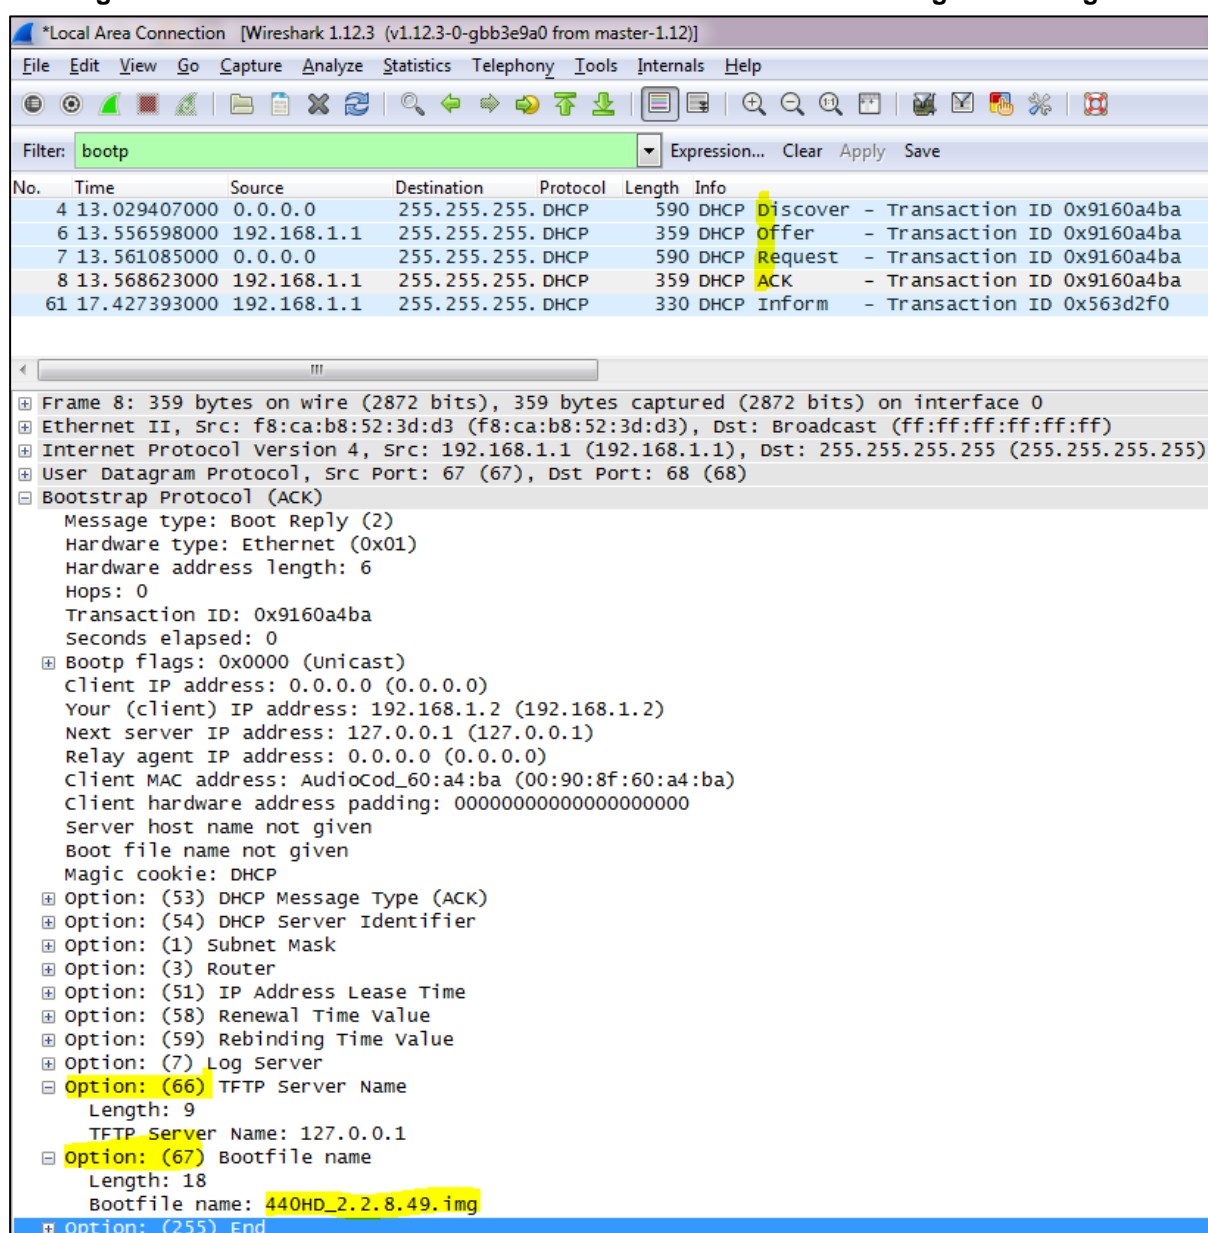 *Local Area Connection [Wireshark 1.12.3 (v1.12.3-0-gbb3e9a0 from master-1.12)]
File Edit View Go Capture Analyze Statistics Telephony Tools Internals Help
Filter: bootp Expression... Clear Apply Save
No. Time Source Destination Protocol Length Info
4 13.029407000 0.0.0.0 255.255.255. DHCP 590 DHCP Discover - Transaction ID 0x9160a4ba
6 13.556598000 192.168.1.1 255.255.255. DHCP 359 DHCP Offer - Transaction ID 0x9160a4ba
7 13.561085000 0.0.0.0 255.255.255. DHCP 590 DHCP Request - Transaction ID 0x9160a4ba
8 13.568623000 192.168.1.1 255.255.255. DHCP 359 DHCP ACK - Transaction ID 0x9160a4ba
61 17.427393000 192.168.1.1 255.255.255. DHCP 330 DHCP Inform - Transaction ID 0x563d2f0
Frame 8: 359 bytes on wire (2872 bits), 359 bytes captured (2872 bits) on interface 0
Ethernet II, Src: f8:ca:b8:52:3d:d3 (f8:ca:b8:52:3d:d3), Dst: Broadcast (ff:ff:ff:ff:ff:ff)
Internet Protocol Version 4, Src: 192.168.1.1 (192.168.1.1), Dst: 255.255.255.255 (255.255.255.255)
User Datagram Protocol, Src Port: 67 (67), Dst Port: 68 (68)
Bootstrap Protocol (ACK)
Message type: Boot Reply (2)
Hardware type: Ethernet (0x01)
Hardware address length: 6
Hops: 0
Transaction ID: 0x9160a4ba
Seconds elapsed: 0
Bootp flags: 0x0000 (Unicast)
Client IP address: 0.0.0.0 (0.0.0.0)
Your (client) IP address: 192.168.1.2 (192.168.1.2)
Next server IP address: 127.0.0.1 (127.0.0.1)
Relay agent IP address: 0.0.0.0 (0.0.0.0)
Client MAC address: AudioCod_60:a4:ba (00:90:8f:60:a4:ba)
Client hardware address padding: 00000000000000000000
Server host name not given
Boot file name not given
Magic cookie: DHCP
Option: (53) DHCP Message Type (ACK)
Option: (54) DHCP Server Identifier
Option: (1) Subnet Mask
Option: (3) Router
Option: (51) IP Address Lease Time
Option: (58) Renewal Time Value
Option: (59) Rebinding Time Value
Option: (7) Log Server
Option: (66) TFTP Server Name
Length: 9
TFTP Server Name: 127.0.0.1
Option: (67) Bootfile name
Length: 18
Bootfile name: 440HD_2.2.8.49.img
Option: (255) End